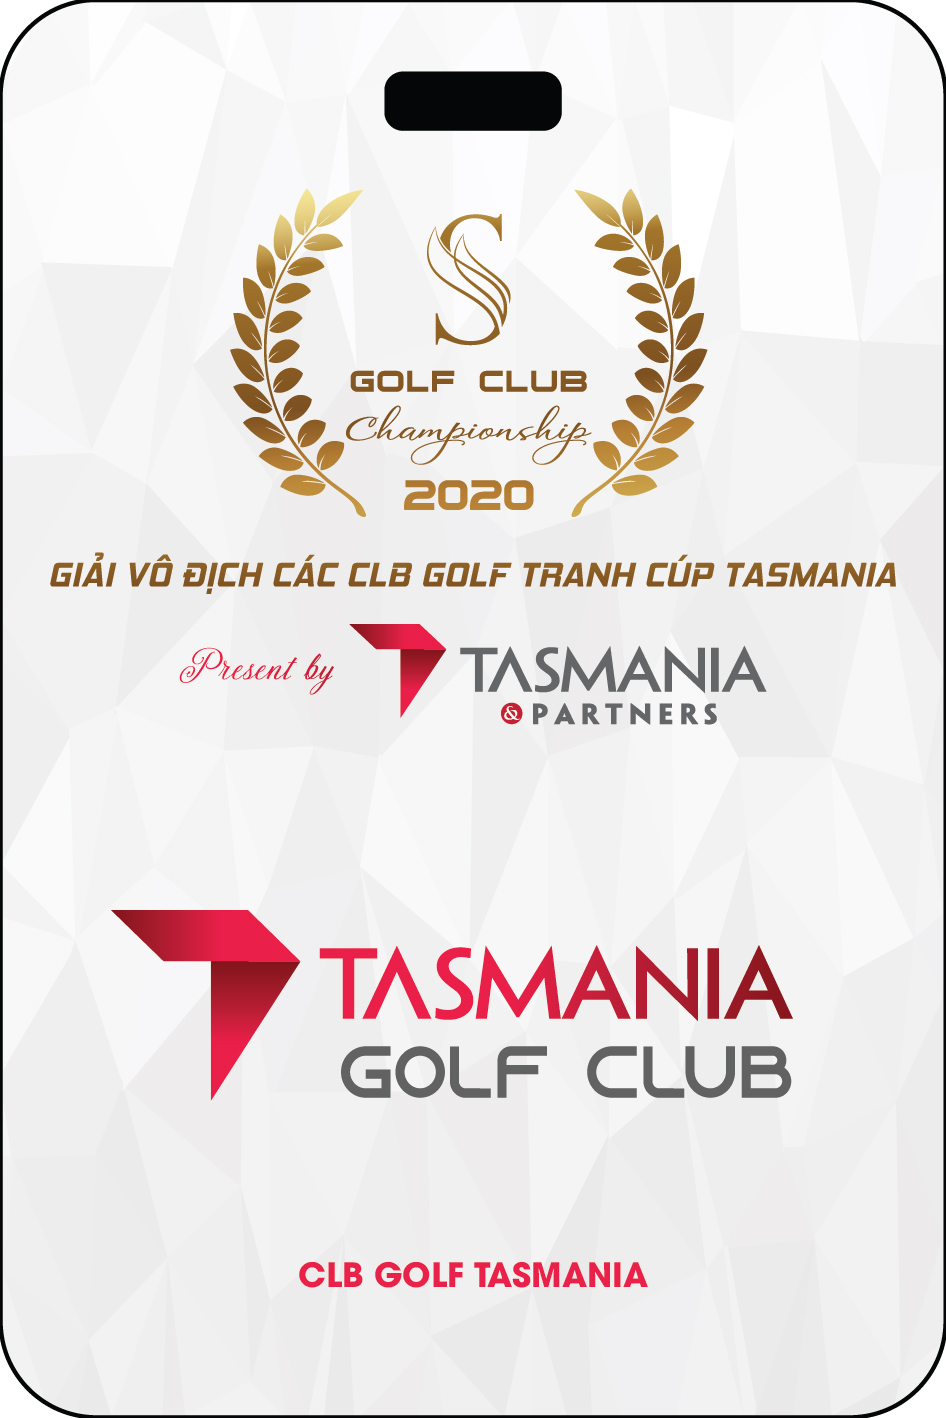 S
GOLF CLUB
Championship
2020
GIẢI VÔ ĐỊCH CÁC CLB GOLF TRANH CÚP TASMANIA
Present by TASMANIA
& PARTNERS
TASMANIA
GOLF CLUB
CLB GOLF TASMANIA